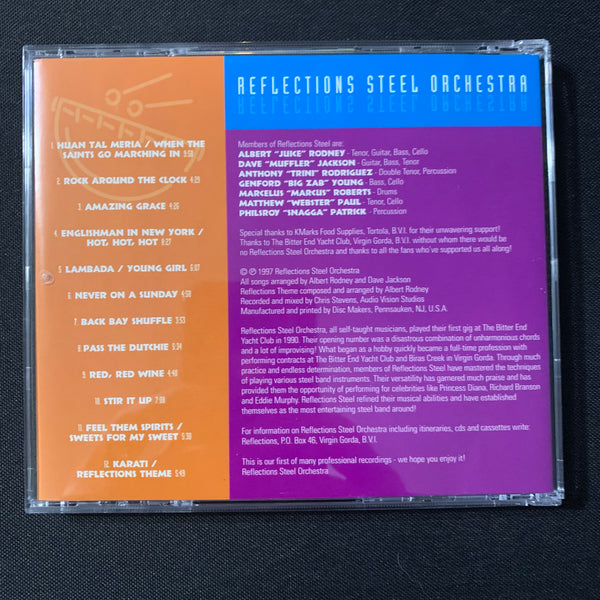 REFLECTIONS STEEL ORCHESTRA
1. HUAN TAL MERIA / WHEN THE
SAINTS GO MARCHING IN 5:50
2. ROCK AROUND THE CLOCK 4:29
3. AMAZING GRACE 4:26
4. ENGLISHMAN IN NEW YORK /
HOT, HOT, HOT 8:27
5. LAMBADA / YOUNG GIRL 6:07
6. NEVER ON A SUNDAY 4:50
7. BACK BAY SHUFFLE 3:53
8. PASS THE DUTCHIE 5:34
9. RED, RED WINE 4:48
10. STIR IT UP 7:08
11. FEEL THEM SPIRITS /
SWEETS FOR MY SWEET 5:30
12. KARATI /
REFLECTIONS THEME 5:49
Members of Reflections Steel are:
ALBERT "JUICE" RODNEY - Tenor, Guitar, Bass, Cello
DAVE "MUFFLER" JACKSON - Guitar, Bass, Tenor
ANTHONY "TRINI" RODRIGUEZ - Double Tenor, Percussion
GENFORD "BIG ZAB" YOUNG - Bass, Cello
MARCELUS "MARCUS" ROBERTS - Drums
MATTHEW "WEBSTER" PAUL - Tenor, Cello
PHILSROY "SNAGGA" PATRICK - Percussion
Special thanks to KMarks Food Supplies, Tortola, B.V.I. for their unwavering support!
Thanks to The Bitter End Yacht Club, Virgin Gorda, B.V.I. without whom there would be
no Reflections Steel Orchestra and thanks to all the fans who've supported us all along!
© ℗ 1997 Reflections Steel Orchestra
All songs arranged by Albert Rodney and Dave Jackson
Reflections Theme composed and arranged by Albert Rodney
Recorded and mixed by Chris Stevens, Audio Vision Studios
Manufactured and printed by Disc Makers, Pennsauken, NJ, U.S.A.
Reflections Steel Orchestra, all self-taught musicians, played their first gig at The Bitter End
Yacht Club in 1990. Their opening number was a disastrous combination of unharmonious chords
and a lot of improvising! What began as a hobby quickly became a full-time profession with
performing contracts at The Bitter End Yacht Club and Biras Creek in Virgin Gorda. Through much
practice and endless determination, members of Reflections Steel have mastered the techniques
of playing various steel band instruments. Their versatility has garnered much praise and has
provided them the opportunity of performing for celebrities like Princess Diana, Richard Branson
and Eddie Murphy. Reflections Steel refined their musical abilities and have established
themselves as the most entertaining steel band around!
For information on Reflections Steel Orchestra including itineraries, cds and cassettes write:
Reflections, P.O. Box 46, Virgin Gorda, B.V.I.
This is our first of many professional recordings - we hope you enjoy it!
Reflections Steel Orchestra